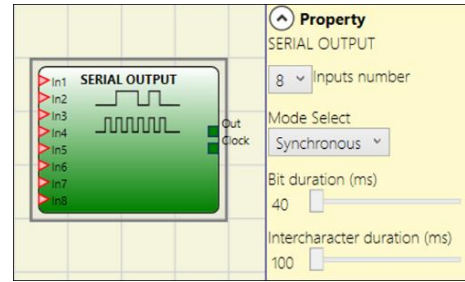 In1 SERIAL OUTPUT
In2
In3
In4
In5
In6
In7
In8
Out
Clock
Property
SERIAL OUTPUT
8 Inputs number
Mode Select
Synchronous
Bit duration (ms)
40
Intercharacter duration (ms)
100